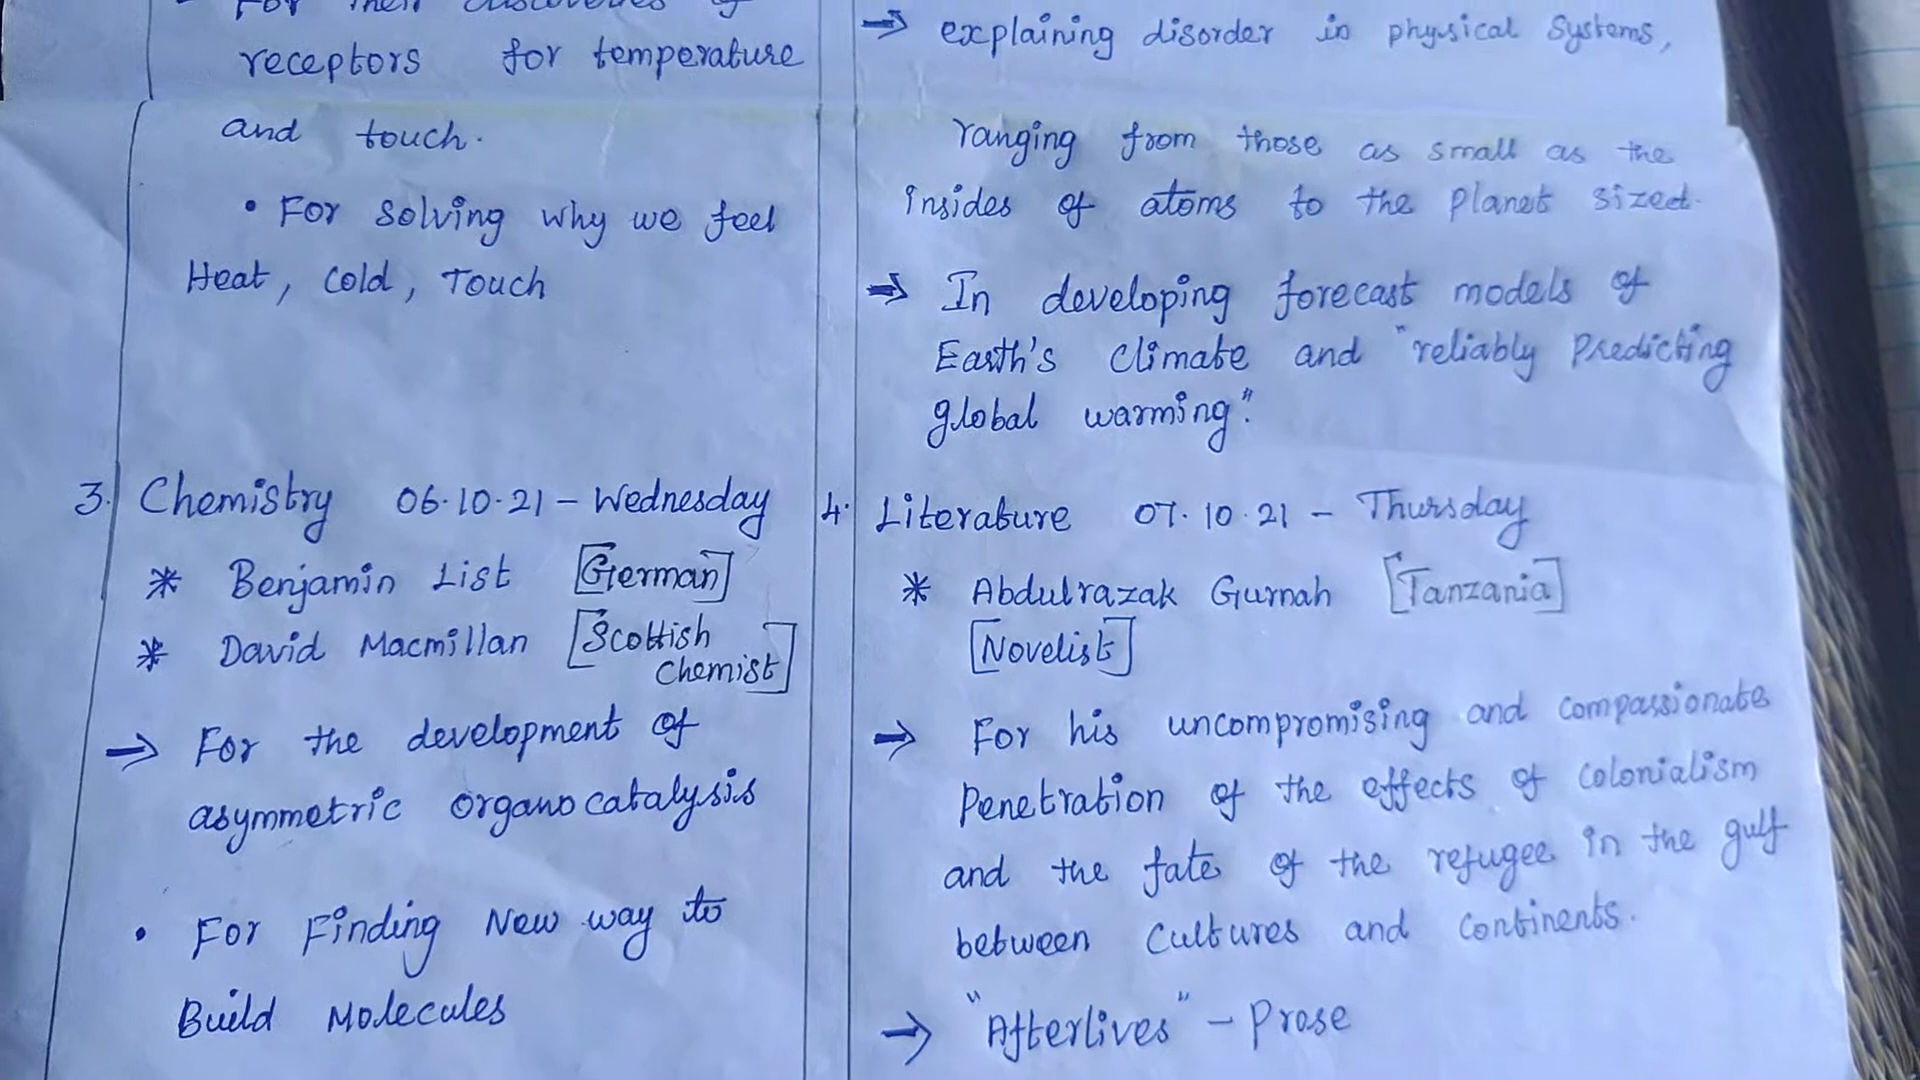 For their discoveries of
receptors for temperature
and touch.
• For solving why we feel
Heat, cold, Touch
3. Chemistry 06.10.21 - Wednesday
* Benjamin List [German]
* David Macmillan [Scottish
Chemist]
⇒ For the development of
asymmetric organocatalysis
• For Finding New way to
Build Molecules
⇒ explaining disorder in physical systems,
ranging from those as small as the
insides of atoms to the planet sized.
⇒ In developing forecast models of
Earth's climate and "reliably predicting
global warming".
4. Literature 07.10.21 - Thursday
* Abdulrazak Gurnah [Tanzania]
[Novelist]
⇒ For his uncompromising and compassionate
Penetration of the effects of colonialism
and the fate of the refugee in the gulf
between cultures and continents.
⇒ "Afterlives" - Prose